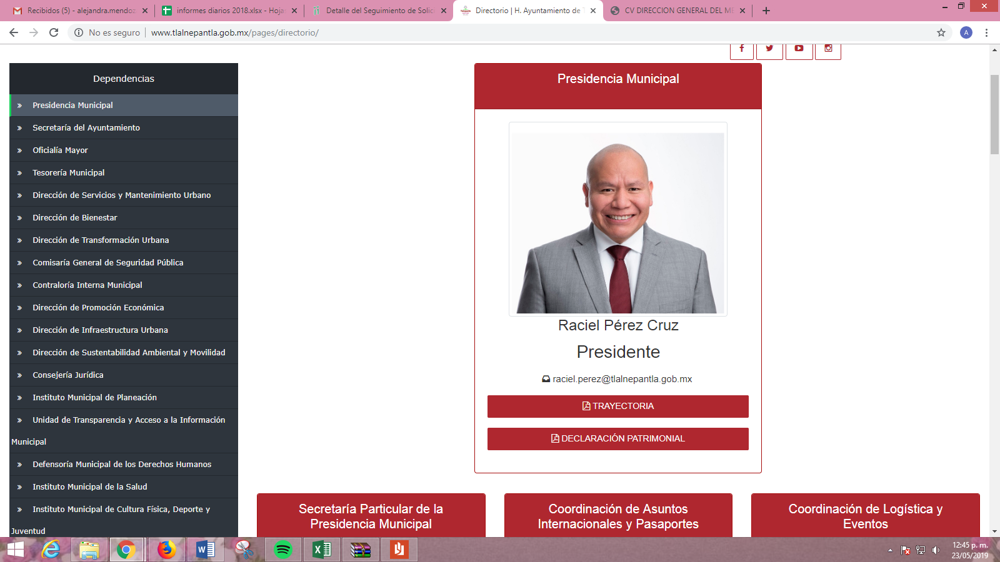 Recibidos (5) - alejandra.mendoz
informes diarios 2018.xlsx - Hoja
Detalle del Seguimiento de Solic
Directorio | H. Ayuntamiento de
CV DIRECCION GENERAL DEL ME
No es seguro
www.tlalnepantla.gob.mx/pages/directorio/
A
Dependencias
Presidencia Municipal
Secretaría del Ayuntamiento
Oficialía Mayor
Tesorería Municipal
Dirección de Servicios y Mantenimiento Urbano
Dirección de Bienestar
Dirección de Transformación Urbana
Comisaría General de Seguridad Pública
Contraloría Interna Municipal
Dirección de Promoción Económica
Dirección de Infraestructura Urbana
Dirección de Sustentabilidad Ambiental y Movilidad
Consejería Jurídica
Instituto Municipal de Planeación
Unidad de Transparencia y Acceso a la Información
Municipal
Defensoría Municipal de los Derechos Humanos
Instituto Municipal de la Salud
Instituto Municipal de Cultura Física, Deporte y
Juventud
Presidencia Municipal
Raciel Pérez Cruz
Presidente
raciel.perez@tlalnepantla.gob.mx
TRAYECTORIA
DECLARACIÓN PATRIMONIAL
Secretaría Particular de la
Presidencia Municipal
Coordinación de Asuntos
Internacionales y Pasaportes
Coordinación de Logística y
Eventos
12:45 p. m.
23/05/2019